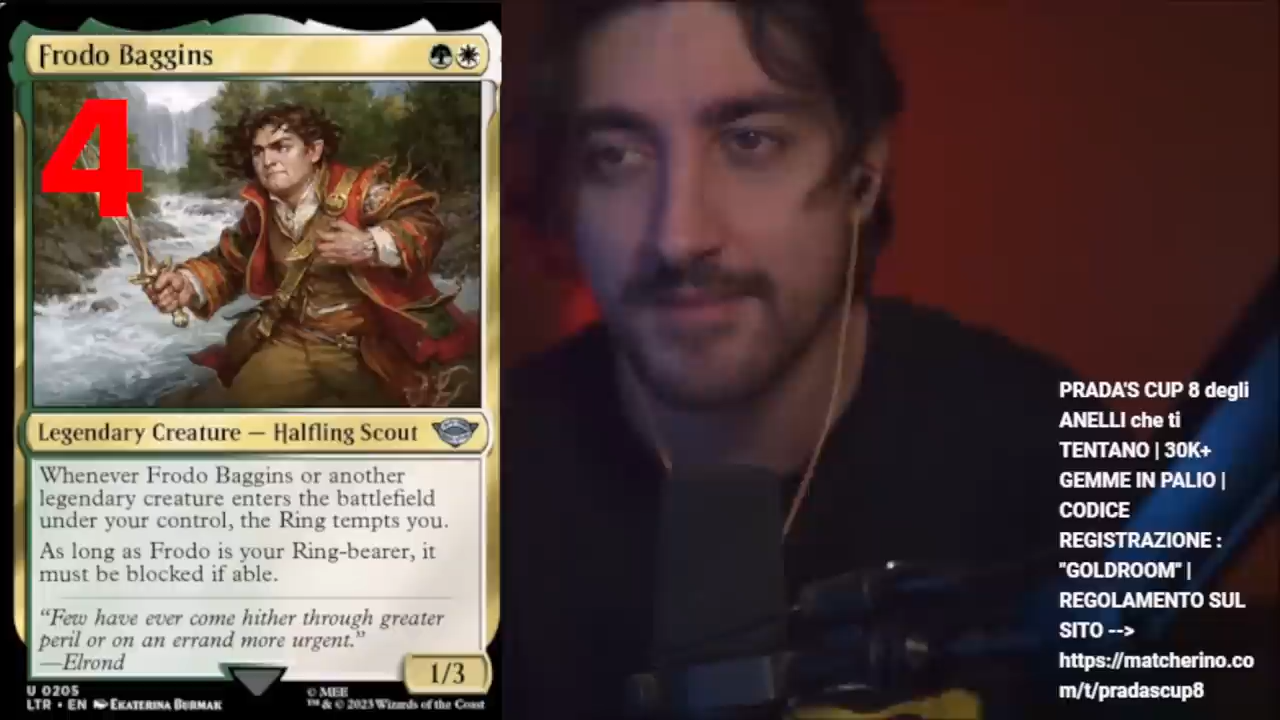 Frodo Baggins
4
Legendary Creature — Halfling Scout
Whenever Frodo Baggins or another
legendary creature enters the battlefield
under your control, the Ring tempts you.
As long as Frodo is your Ring-bearer, it
must be blocked if able.
“Few have ever come hither through greater
peril or on an errand more urgent.”
—Elrond
1/3
U 0205
LTR • EN EKATERINA BURMAK
© MEE
™ & © 2023 Wizards of the Coast
PRADA'S CUP 8 degli
ANELLI che ti
TENTANO | 30K+
GEMME IN PALIO |
CODICE
REGISTRAZIONE :
"GOLDROOM" |
REGOLAMENTO SUL
SITO -->
https://matcherino.co
m/t/pradascup8